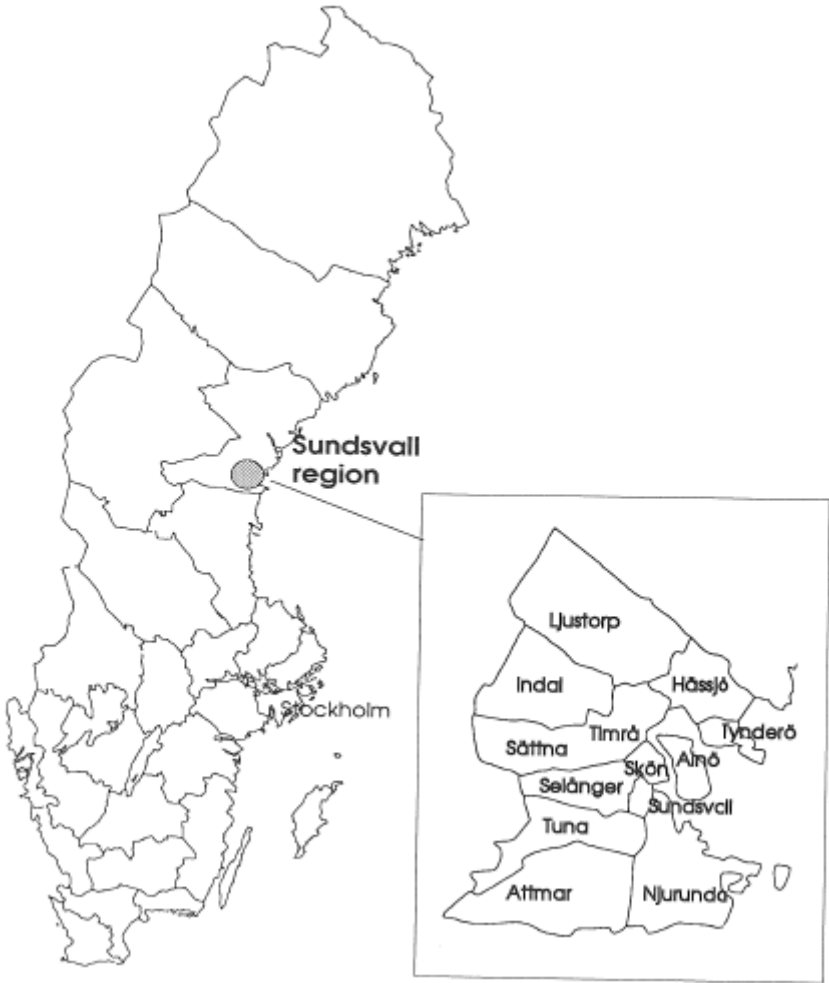 Sundsvall
region
Stockholm
Ljustorp
Indal
Hässjö
Timrå
Tynderö
Sättna
Alnö
Skön
Selånger
Sundsvall
Tuna
Attmar
Njurunda